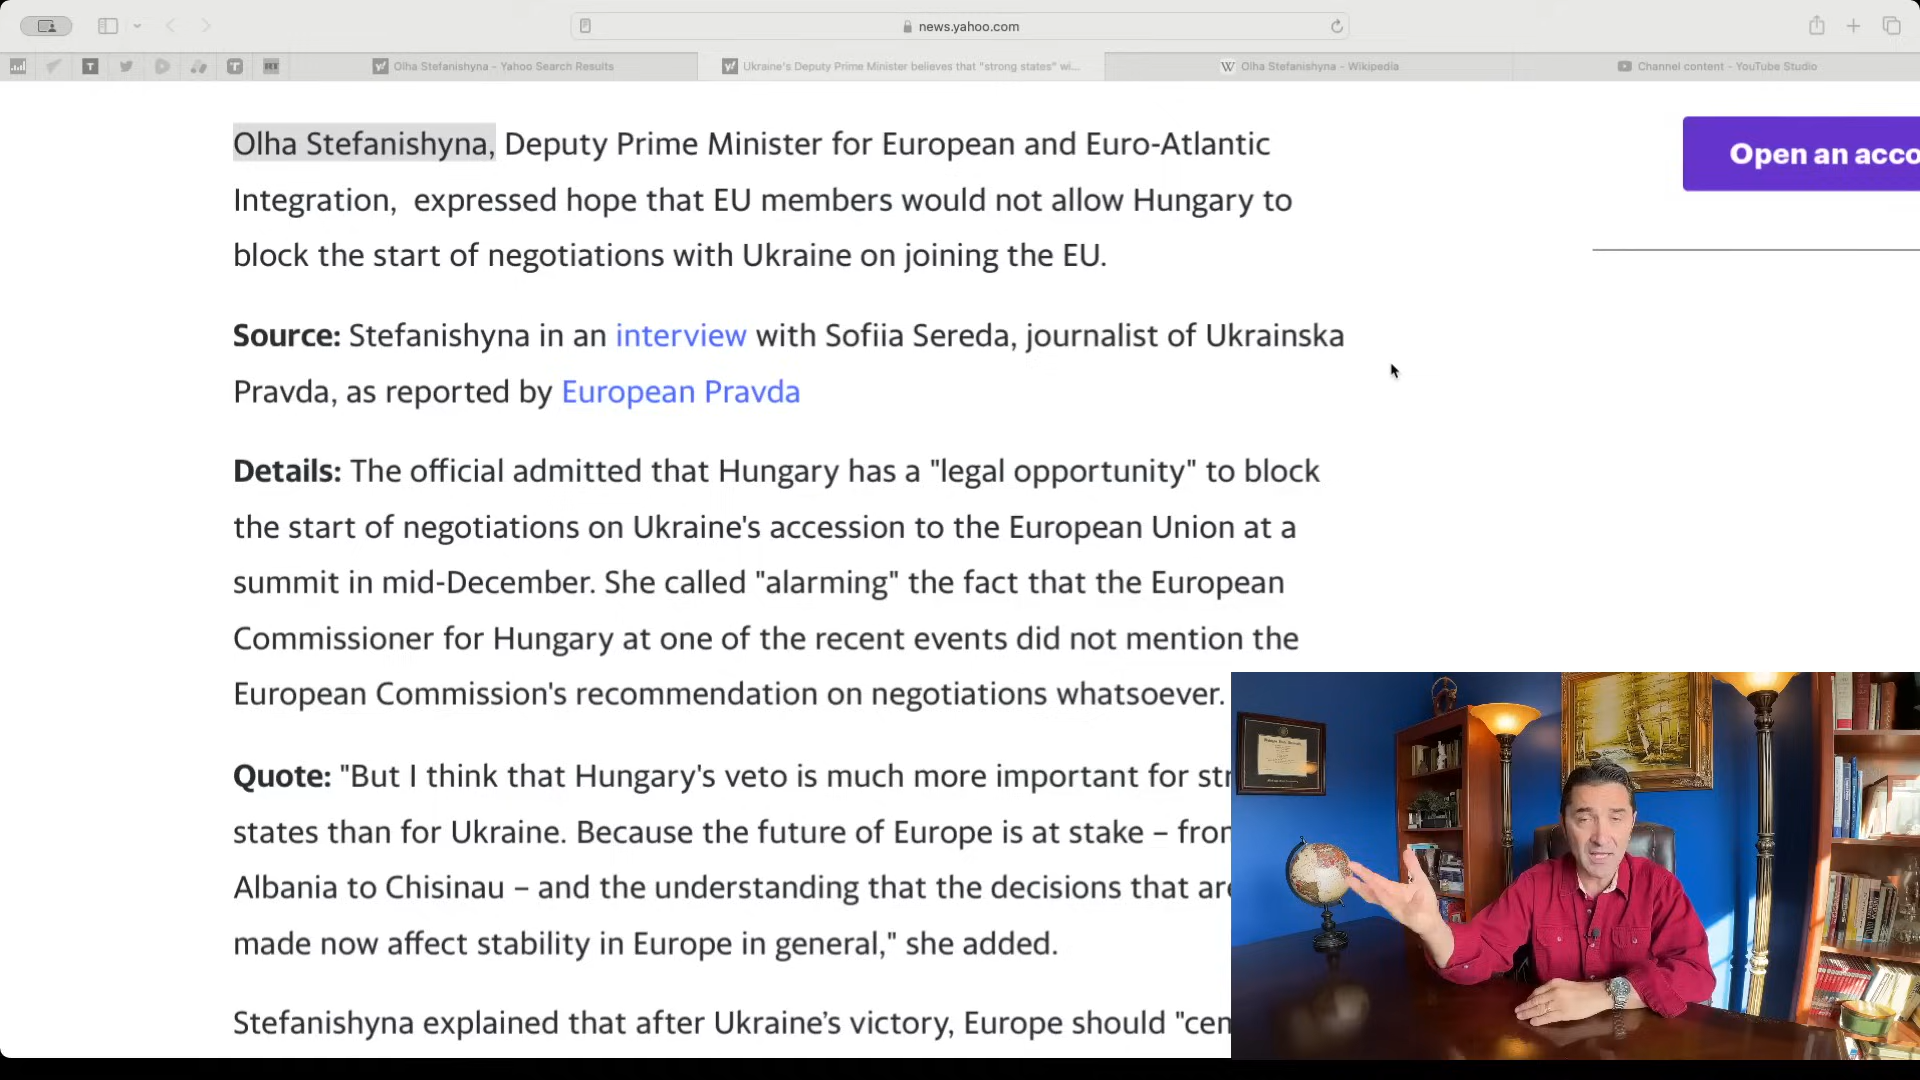 news.yahoo.com
Olha Stefanishyna - Yahoo Search Results
Ukraine's Deputy Prime Minister believes that "strong states" wi...
W Olha Stefanishyna - Wikipedia
Channel content - YouTube Studio
Olha Stefanishyna, Deputy Prime Minister for European and Euro-Atlantic
Integration, expressed hope that EU members would not allow Hungary to
block the start of negotiations with Ukraine on joining the EU.
Open an acco
Source: Stefanishyna in an interview with Sofiia Sereda, journalist of Ukrainska
Pravda, as reported by European Pravda
Details: The official admitted that Hungary has a "legal opportunity" to block
the start of negotiations on Ukraine's accession to the European Union at a
summit in mid-December. She called "alarming" the fact that the European
Commissioner for Hungary at one of the recent events did not mention the
European Commission's recommendation on negotiations whatsoever.
Quote: "But I think that Hungary's veto is much more important for str
states than for Ukraine. Because the future of Europe is at stake – fron
Albania to Chisinau – and the understanding that the decisions that are
made now affect stability in Europe in general," she added.
Stefanishyna explained that after Ukraine’s victory, Europe should "cen